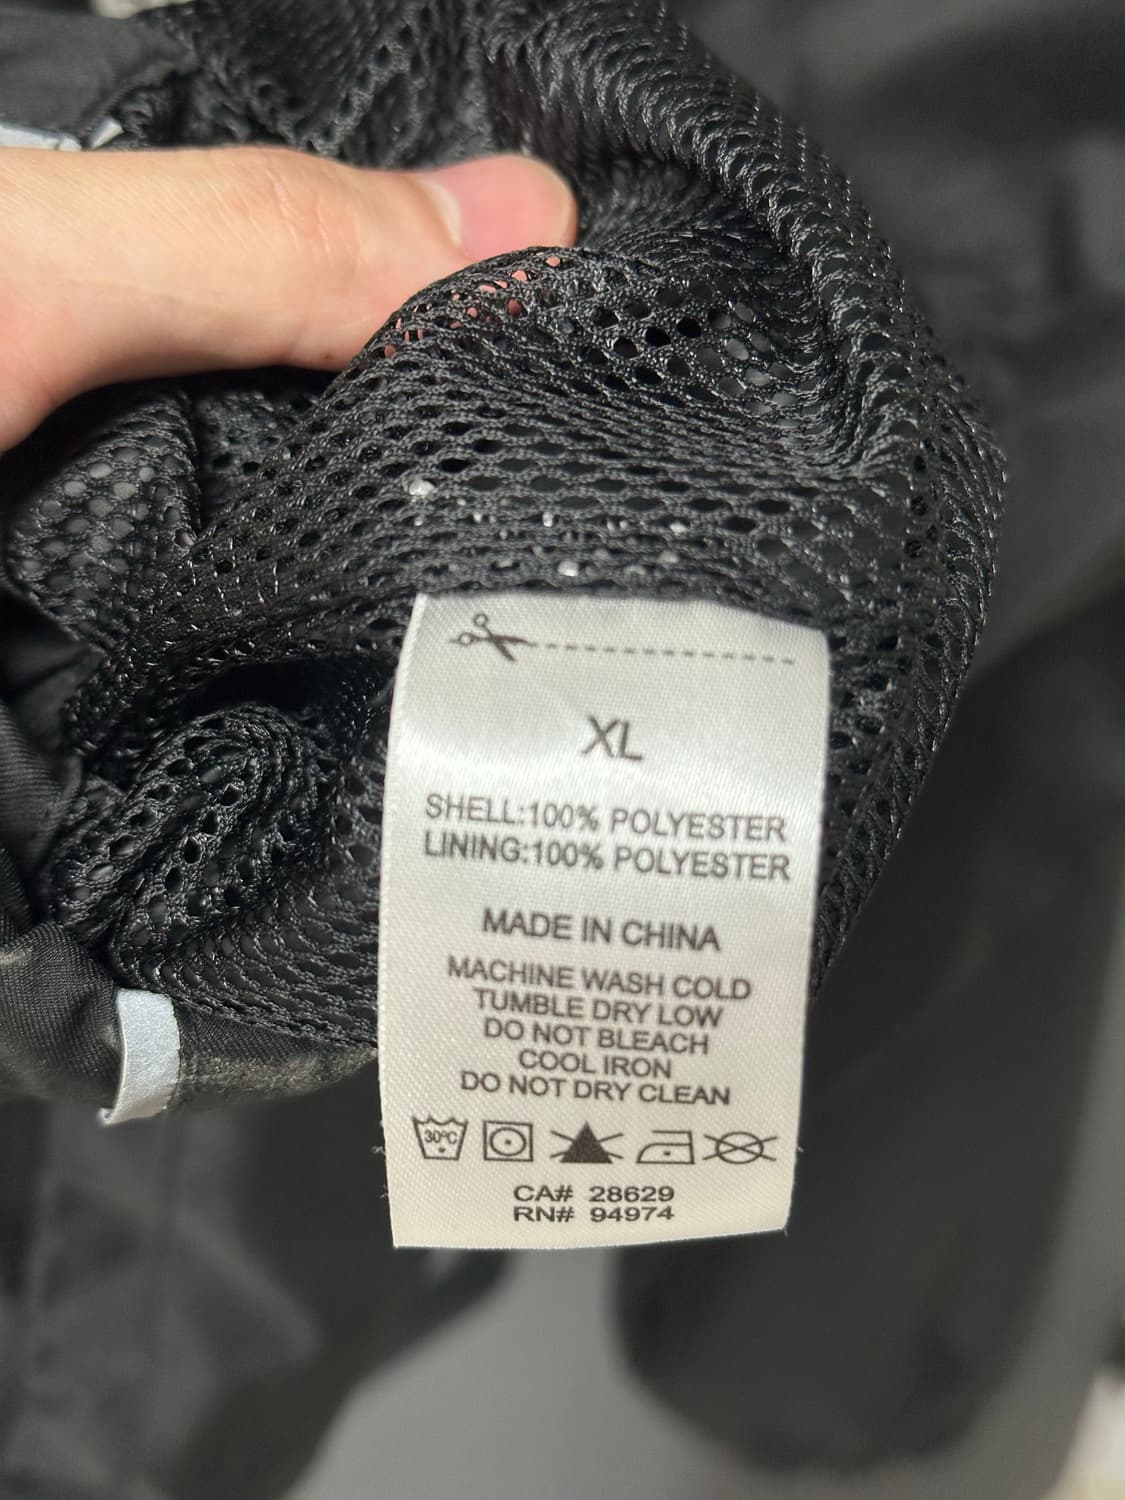 XL
SHELL:100% POLYESTER
LINING:100% POLYESTER
MADE IN CHINA
MACHINE WASH COLD
TUMBLE DRY LOW
DO NOT BLEACH
COOL IRON
DO NOT DRY CLEAN
30°C
CA# 28629
RN# 94974